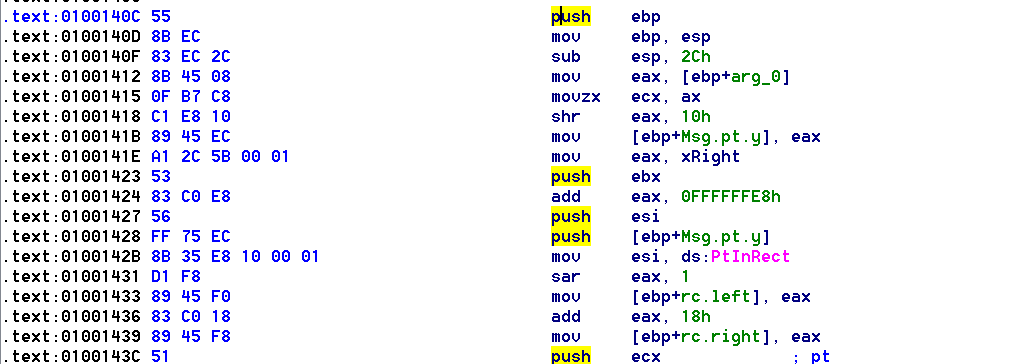 .text:0100140C 55 push ebp
.text:0100140D 8B EC mov ebp, esp
.text:0100140F 83 EC 2C sub esp, 2Ch
.text:01001412 8B 45 08 mov eax, [ebp+arg_0]
.text:01001415 0F B7 C8 movzx ecx, ax
.text:01001418 C1 E8 10 shr eax, 10h
.text:0100141B 89 45 EC mov [ebp+Msg.pt.y], eax
.text:0100141E A1 2C 5B 00 01 mov eax, xRight
.text:01001423 53 push ebx
.text:01001424 83 C0 E8 add eax, 0FFFFFFE8h
.text:01001427 56 push esi
.text:01001428 FF 75 EC push [ebp+Msg.pt.y]
.text:0100142B 8B 35 E8 10 00 01 mov esi, ds:PtInRect
.text:01001431 D1 F8 sar eax, 1
.text:01001433 89 45 F0 mov [ebp+rc.left], eax
.text:01001436 83 C0 18 add eax, 18h
.text:01001439 89 45 F8 mov [ebp+rc.right], eax
.text:0100143C 51 push ecx ; pt